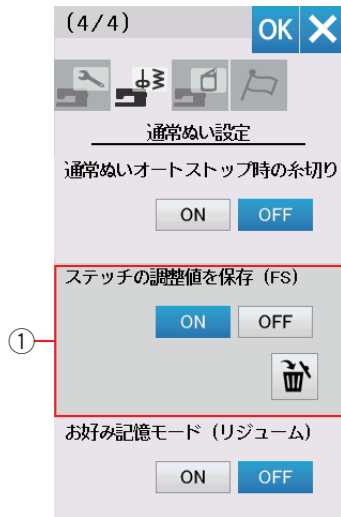 (4/4) OK
通常ぬい設定
通常ぬいオートストップ時の糸切り
ON OFF
ステッチの調整値を保存 (FS)
ON OFF
①
お好み記憶モード (リジューム)
ON OFF